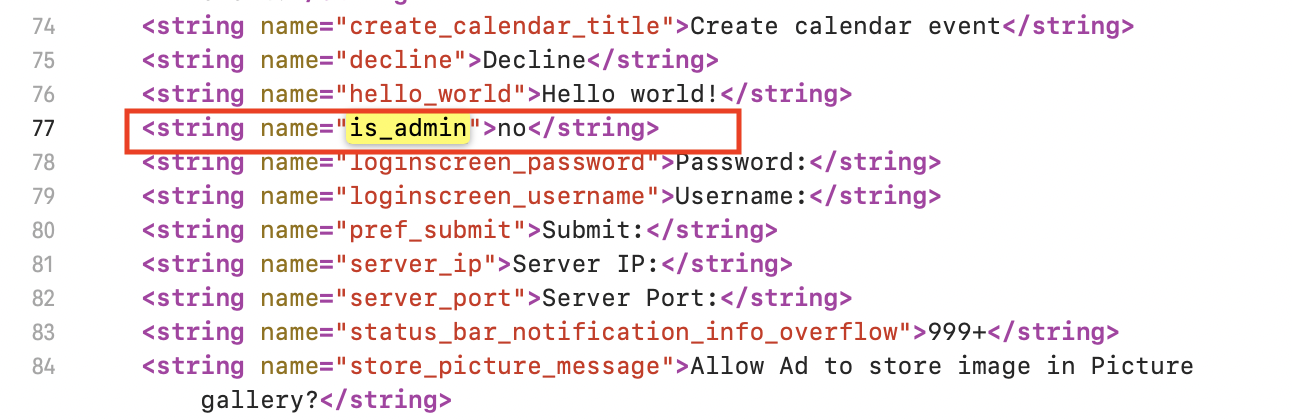 74 <string name="create_calendar_title">Create calendar event</string>
75 <string name="decline">Decline</string>
76 <string name="hello_world">Hello world!</string>
77 <string name="is_admin">no</string>
78 <string name="loginscreen_password">Password:</string>
79 <string name="loginscreen_username">Username:</string>
80 <string name="pref_submit">Submit:</string>
81 <string name="server_ip">Server IP:</string>
82 <string name="server_port">Server Port:</string>
83 <string name="status_bar_notification_info_overflow">999+</string>
84 <string name="store_picture_message">Allow Ad to store image in Picture
gallery?</string>